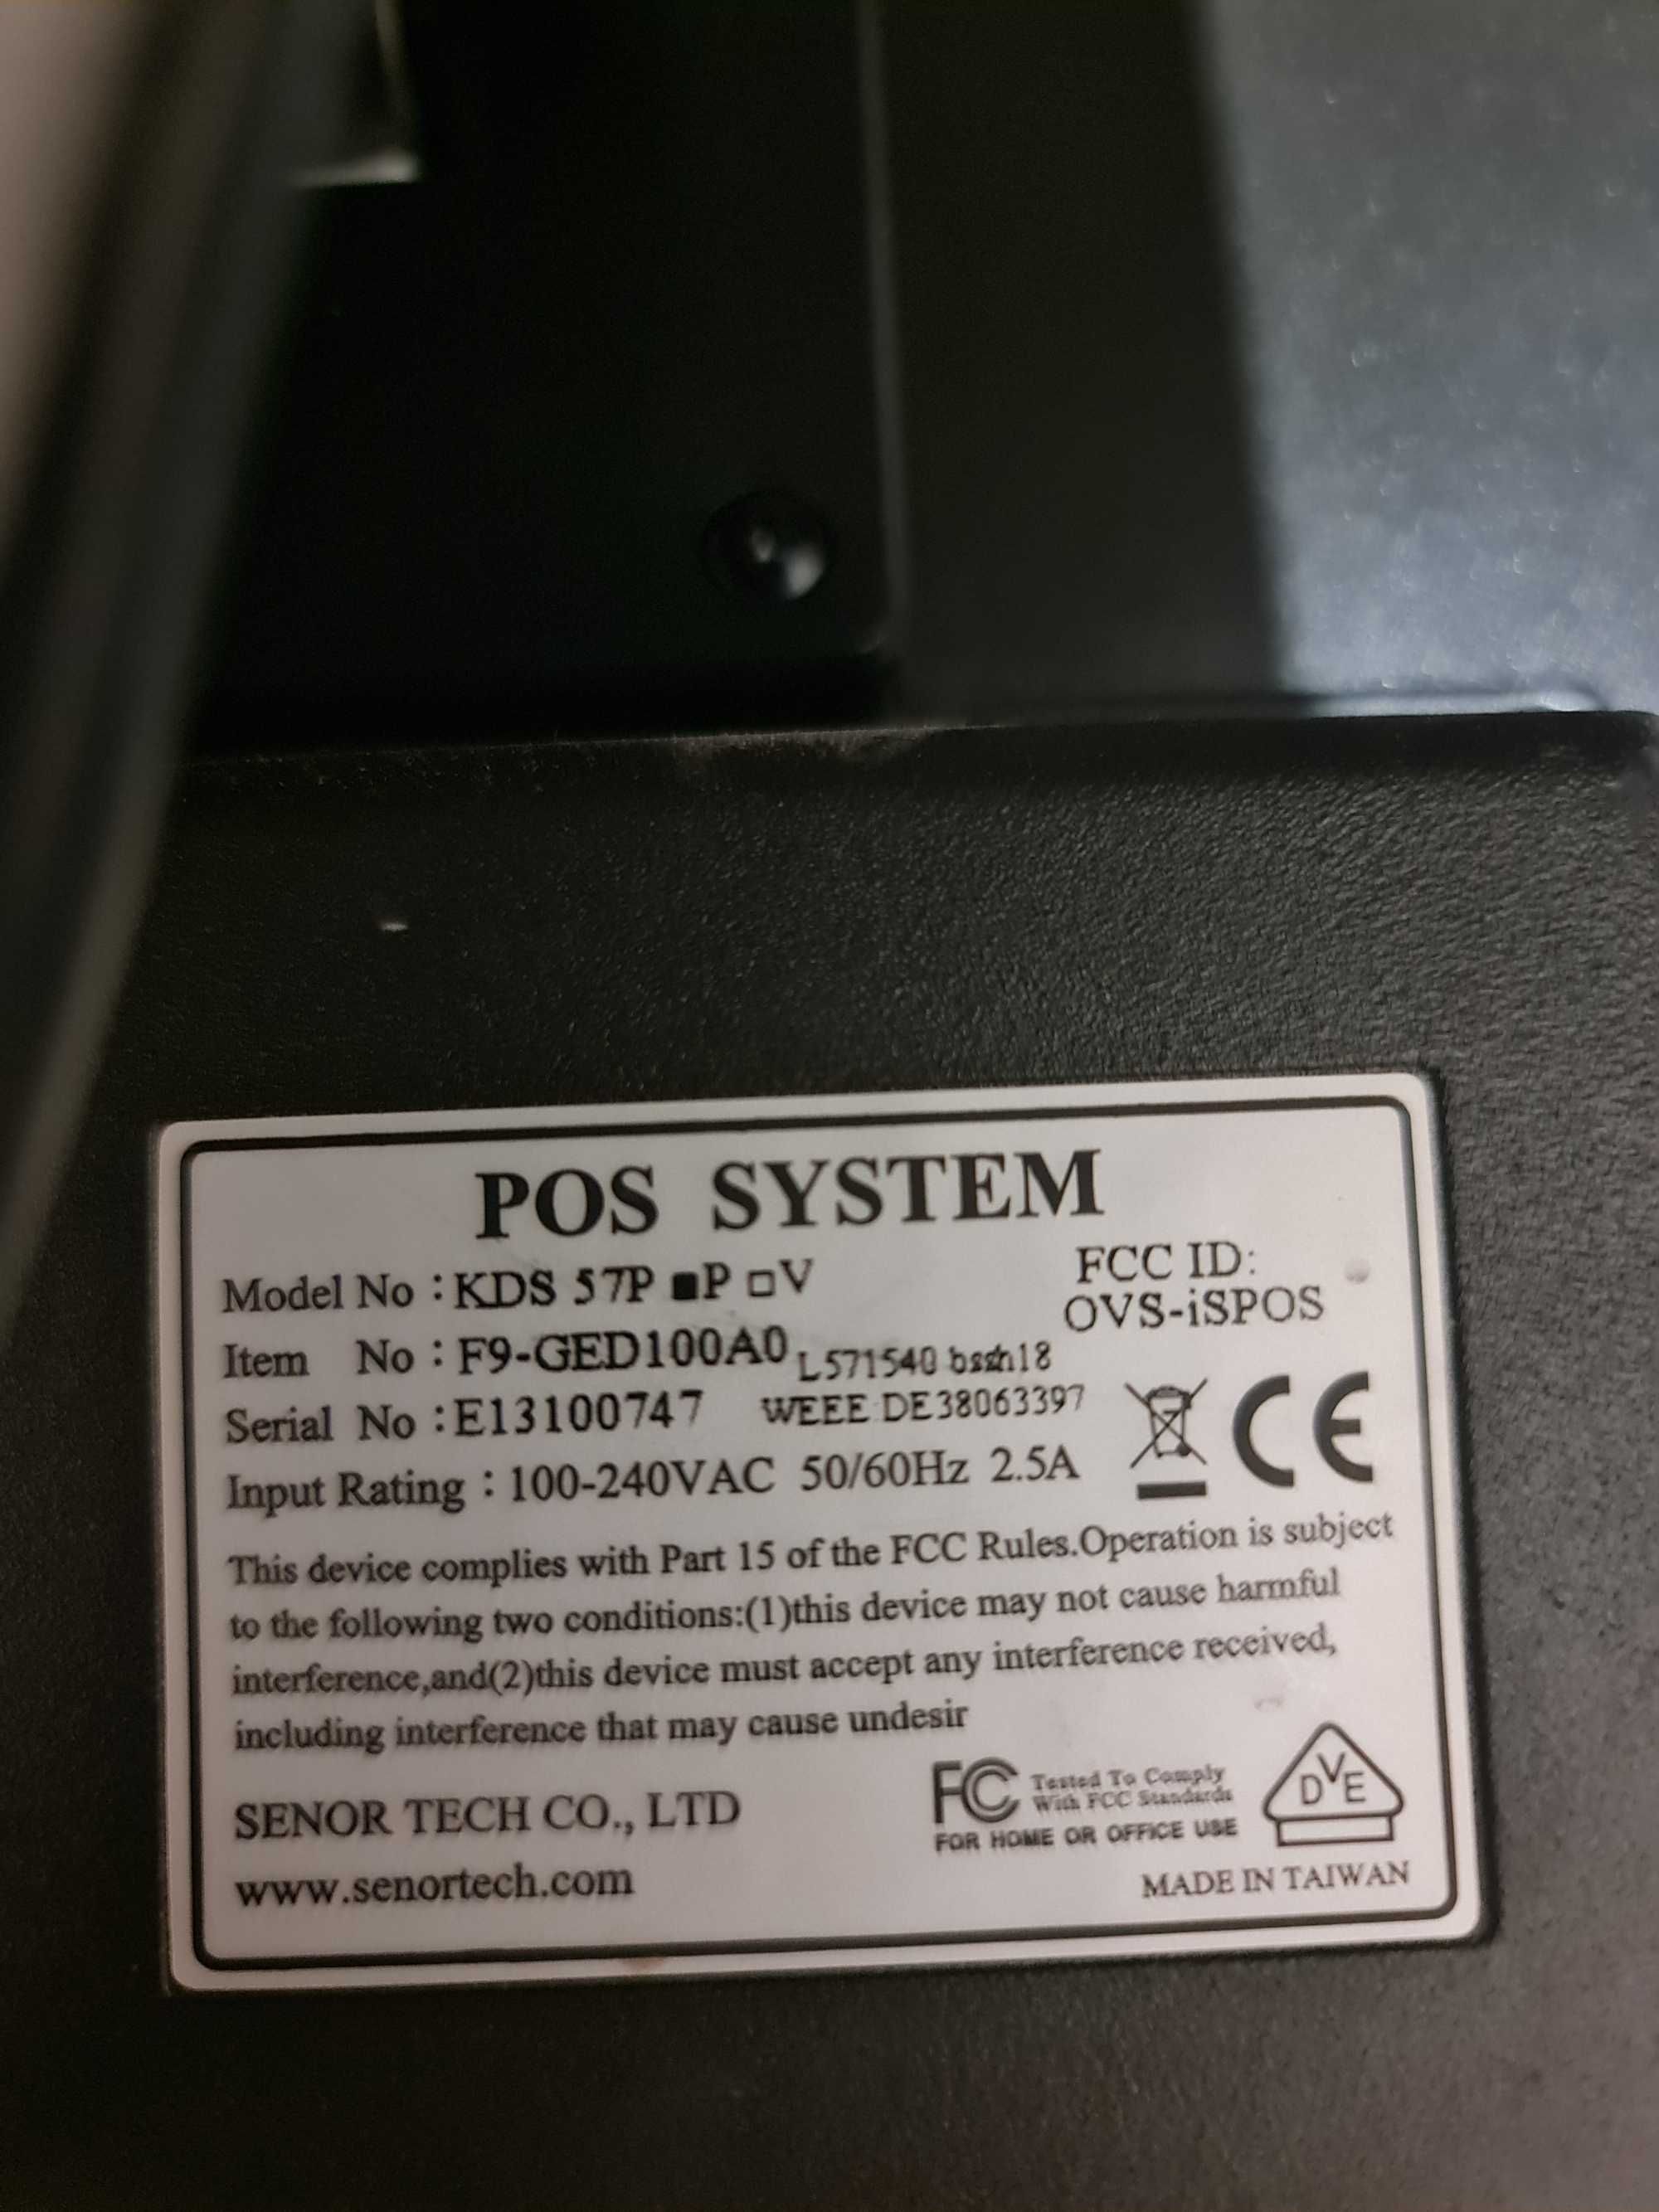 POS SYSTEM
Model No : KDS 57P ■P □V
FCC ID:
OVS-iSPOS
Item No : F9-GED100A0 L571540 bssh18
Serial No : E13100747 WEEE DE38063397
Input Rating : 100-240VAC 50/60Hz 2.5A
CE
This device complies with Part 15 of the FCC Rules.Operation is subject
to the following two conditions:(1)this device may not cause harmful
interference,and(2)this device must accept any interference received,
including interference that may cause undesir
SENOR TECH CO., LTD
www.senortech.com
FC Tested To Comply
With FCC Standards
FOR HOME OR OFFICE USE
DVE
MADE IN TAIWAN